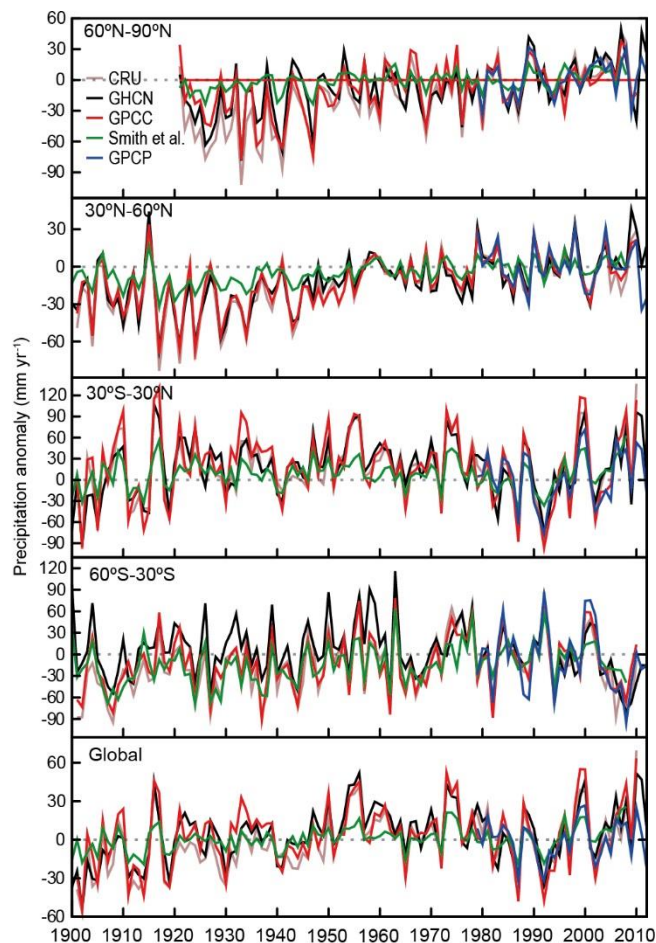 60ºN-90ºN
60
30
0
-30
-60
-90
CRU
GHCN
GPCC
Smith et al.
GPCP
30ºN-60ºN
30
0
-30
-60
30ºS-30ºN
120
90
60
30
0
-30
-60
-90
60ºS-30ºS
120
90
60
30
0
-30
-60
-90
Global
60
30
0
-30
-60
Precipitation anomaly (mm yr⁻¹)
1900 1910 1920 1930 1940 1950 1960 1970 1980 1990 2000 2010